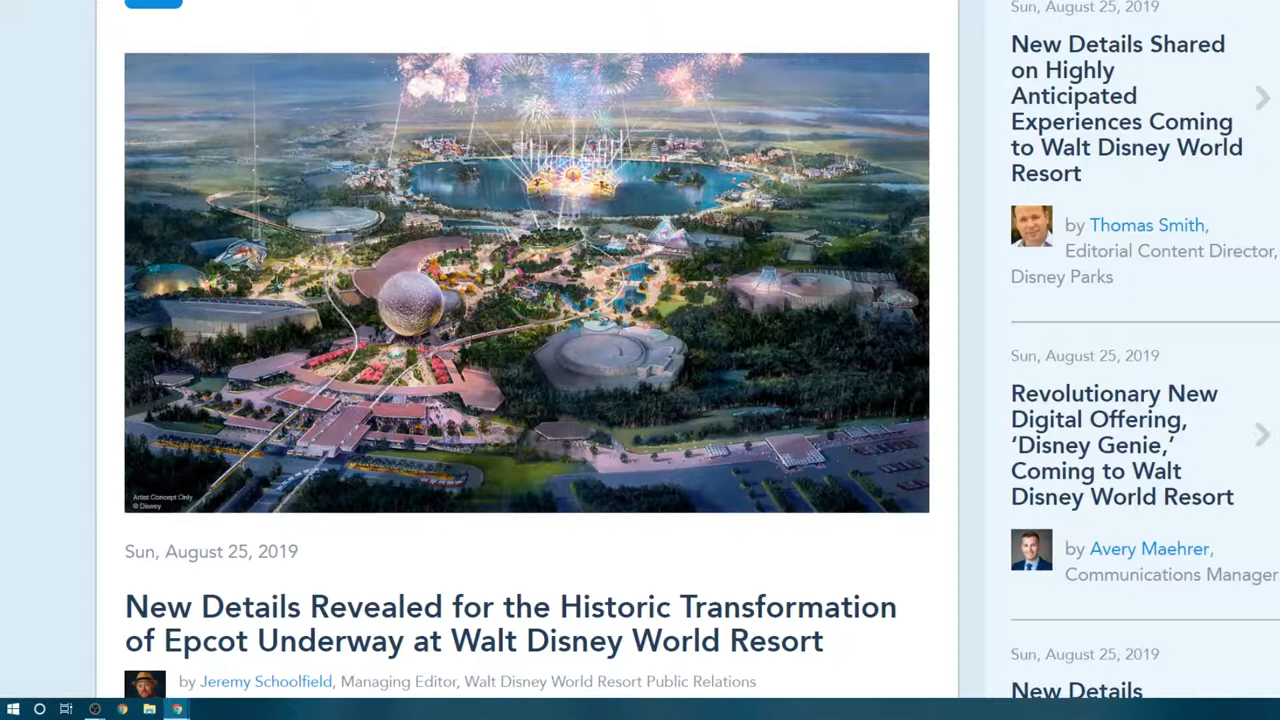 Artist Concept Only
© Disney
Sun, August 25, 2019
New Details Revealed for the Historic Transformation
of Epcot Underway at Walt Disney World Resort
by Jeremy Schoolfield, Managing Editor, Walt Disney World Resort Public Relations
Sun, August 25, 2019
New Details Shared
on Highly
Anticipated
Experiences Coming
to Walt Disney World
Resort
by Thomas Smith,
Editorial Content Director,
Disney Parks
Sun, August 25, 2019
Revolutionary New
Digital Offering,
‘Disney Genie,’
Coming to Walt
Disney World Resort
by Avery Maehrer,
Communications Manager
Sun, August 25, 2019
New Details